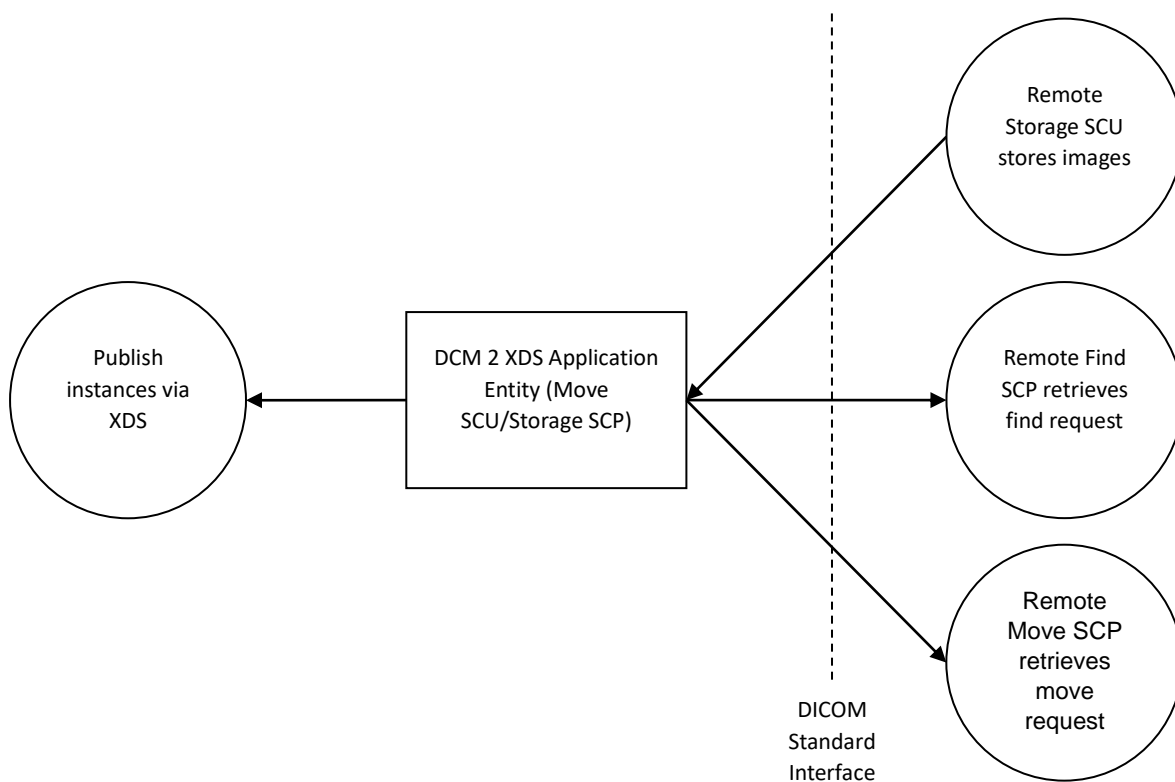 Remote
Storage SCU
stores images
Publish
instances via
XDS
DCM 2 XDS Application
Entity (Move
SCU/Storage SCP)
Remote Find
SCP retrieves
find request
Remote
Move SCP
retrieves
move
request
DICOM
Standard
Interface